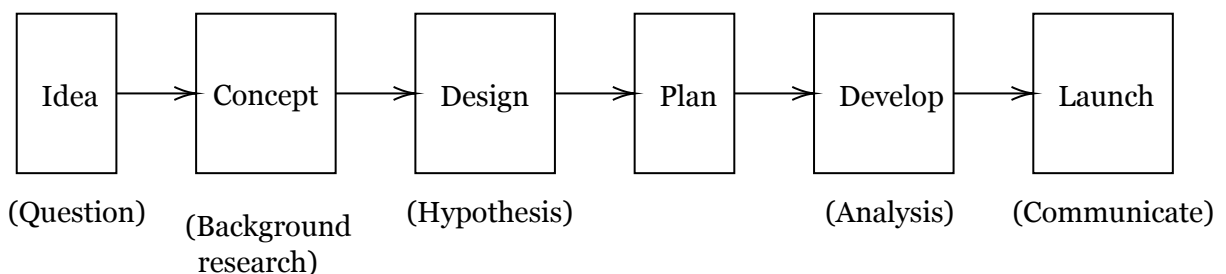 Idea
Concept
Design
Plan
Develop
Launch
(Question)
(Background
research)
(Hypothesis)
(Analysis)
(Communicate)